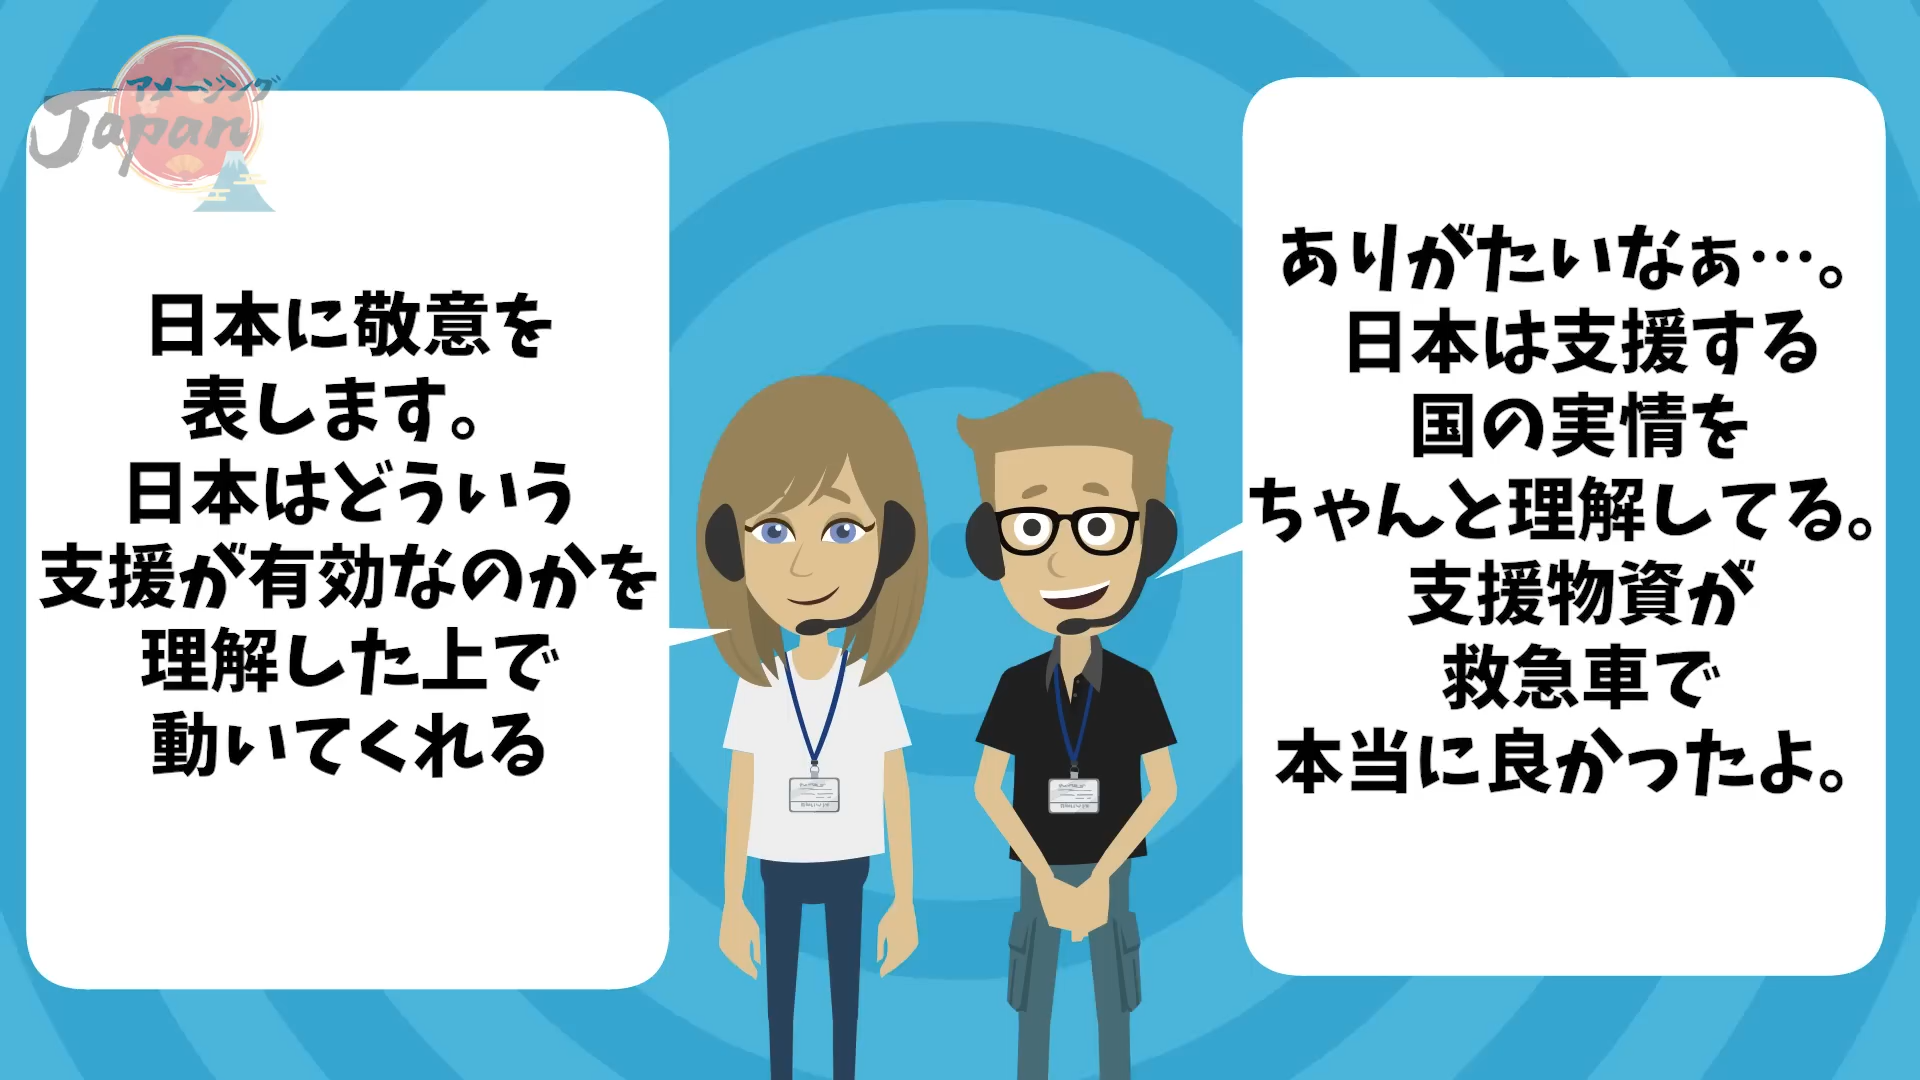 アメージング
Japan
日本に敬意を
表します。
日本はどういう
支援が有効なのかを
理解した上で
動いてくれる
ありがたいなぁ…。
日本は支援する
国の実情を
ちゃんと理解してる。
支援物資が
救急車で
本当に良かったよ。